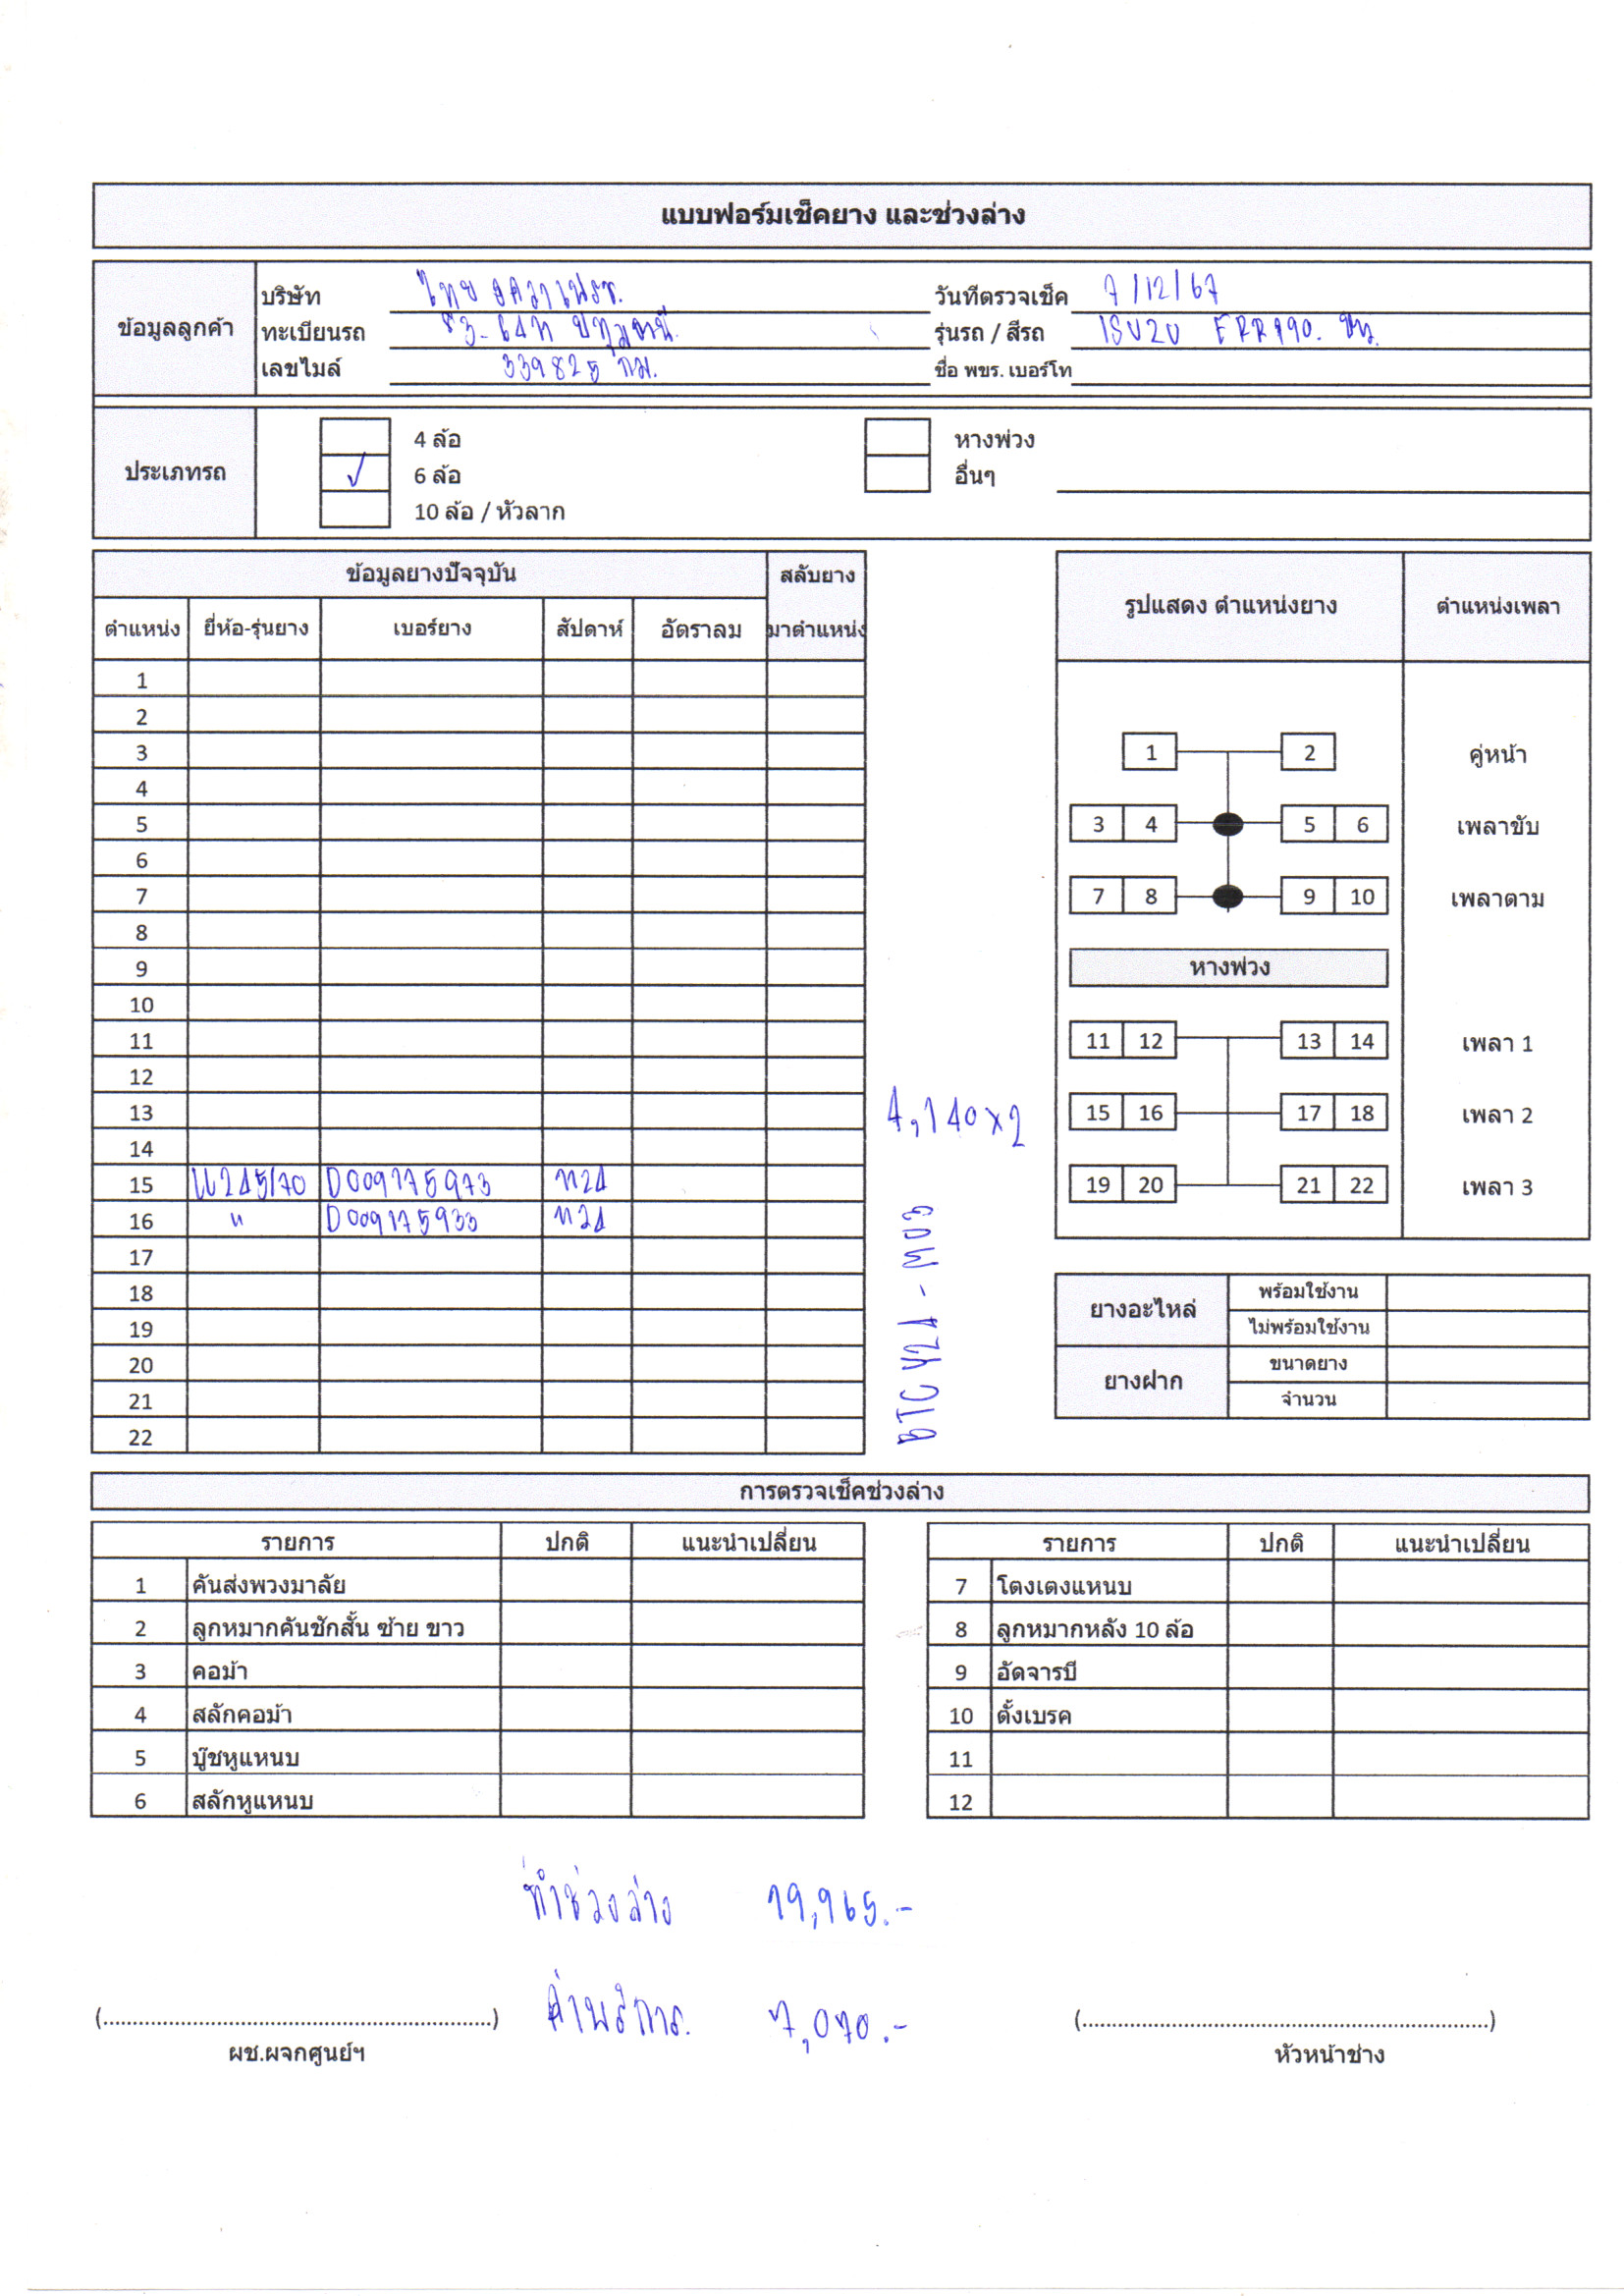 แบบฟอร์มเช็คยาง และช่วงล่าง
ข้อมูลลูกค้า
บริษัท ไทย
วันที่ตรวจเช็ค 7/12/67
ทะเบียนรถ ปทุมธานี
รุ่นรถ / สีรถ ISUZU FRR190.
เลขไมล์ 339825 กม.
ชื่อ พขร. เบอร์โท
ประเภทรถ
4 ล้อ
หางพ่วง
✓ 6 ล้อ
อื่นๆ
10 ล้อ / หัวลาก
ข้อมูลยางปัจจุบัน สลับยาง
ตำแหน่ง ยี่ห้อ-รุ่นยาง เบอร์ยาง สัปดาห์ อัตราลม มาตำแหน่ง
1
2
3
4
5
6
7
8
9
10
11
12
13
14
15 245/70 D009175973 1124
16 " D009175933 1124
17
18
19
20
21
22
4,140x2
รูปแสดง ตำแหน่งยาง ตำแหน่งเพลา
1 2 คู่หน้า
3 4 5 6 เพลาขับ
7 8 9 10 เพลาตาม
หางพ่วง
11 12 13 14 เพลา 1
15 16 17 18 เพลา 2
19 20 21 22 เพลา 3
ยางอะไหล่ พร้อมใช้งาน
ไม่พร้อมใช้งาน
ยางฝาก ขนาดยาง
จำนวน
การตรวจเช็คช่วงล่าง
รายการ ปกติ แนะนำเปลี่ยน
1 คันส่งพวงมาลัย
2 ลูกหมากคันชักสั้น ซ้าย ขาว
3 คอม้า
4 สลักคอม้า
5 บู๊ชหูแหนบ
6 สลักหูแหนบ
รายการ ปกติ แนะนำเปลี่ยน
7 โตงเตงแหนบ
8 ลูกหมากหลัง 10 ล้อ
9 อัดจารบี
10 ตั้งเบรค
11
12
ทำช่วงล่าง 19,965.-
ค่าบริการ. 7,070.-
(..............................................................)
ผช.ผจกศูนย์ฯ
(..............................................................)
หัวหน้าช่าง